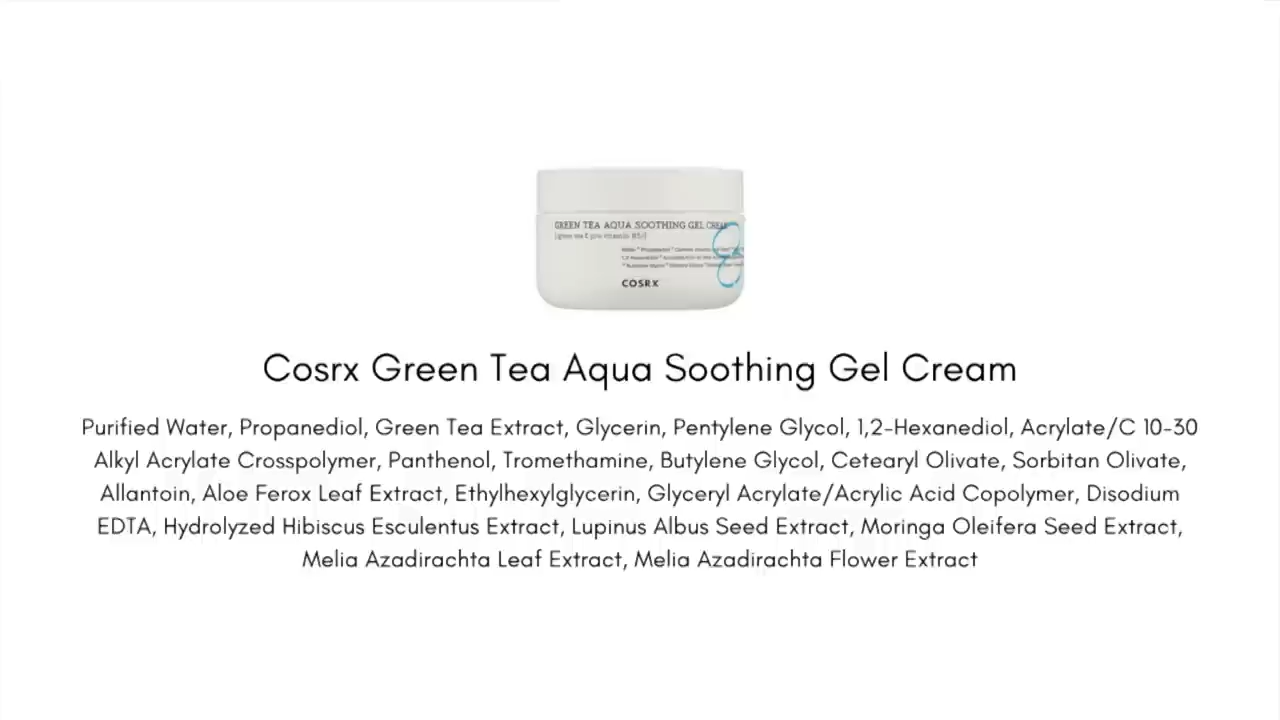 GREEN TEA AQUA SOOTHING GEL CREAM
COSRX
Cosrx Green Tea Aqua Soothing Gel Cream
Purified Water, Propanediol, Green Tea Extract, Glycerin, Pentylene Glycol, 1,2-Hexanediol, Acrylate/C 10-30
Alkyl Acrylate Crosspolymer, Panthenol, Tromethamine, Butylene Glycol, Cetearyl Olivate, Sorbitan Olivate,
Allantoin, Aloe Ferox Leaf Extract, Ethylhexylglycerin, Glyceryl Acrylate/Acrylic Acid Copolymer, Disodium
EDTA, Hydrolyzed Hibiscus Esculentus Extract, Lupinus Albus Seed Extract, Moringa Oleifera Seed Extract,
Melia Azadirachta Leaf Extract, Melia Azadirachta Flower Extract